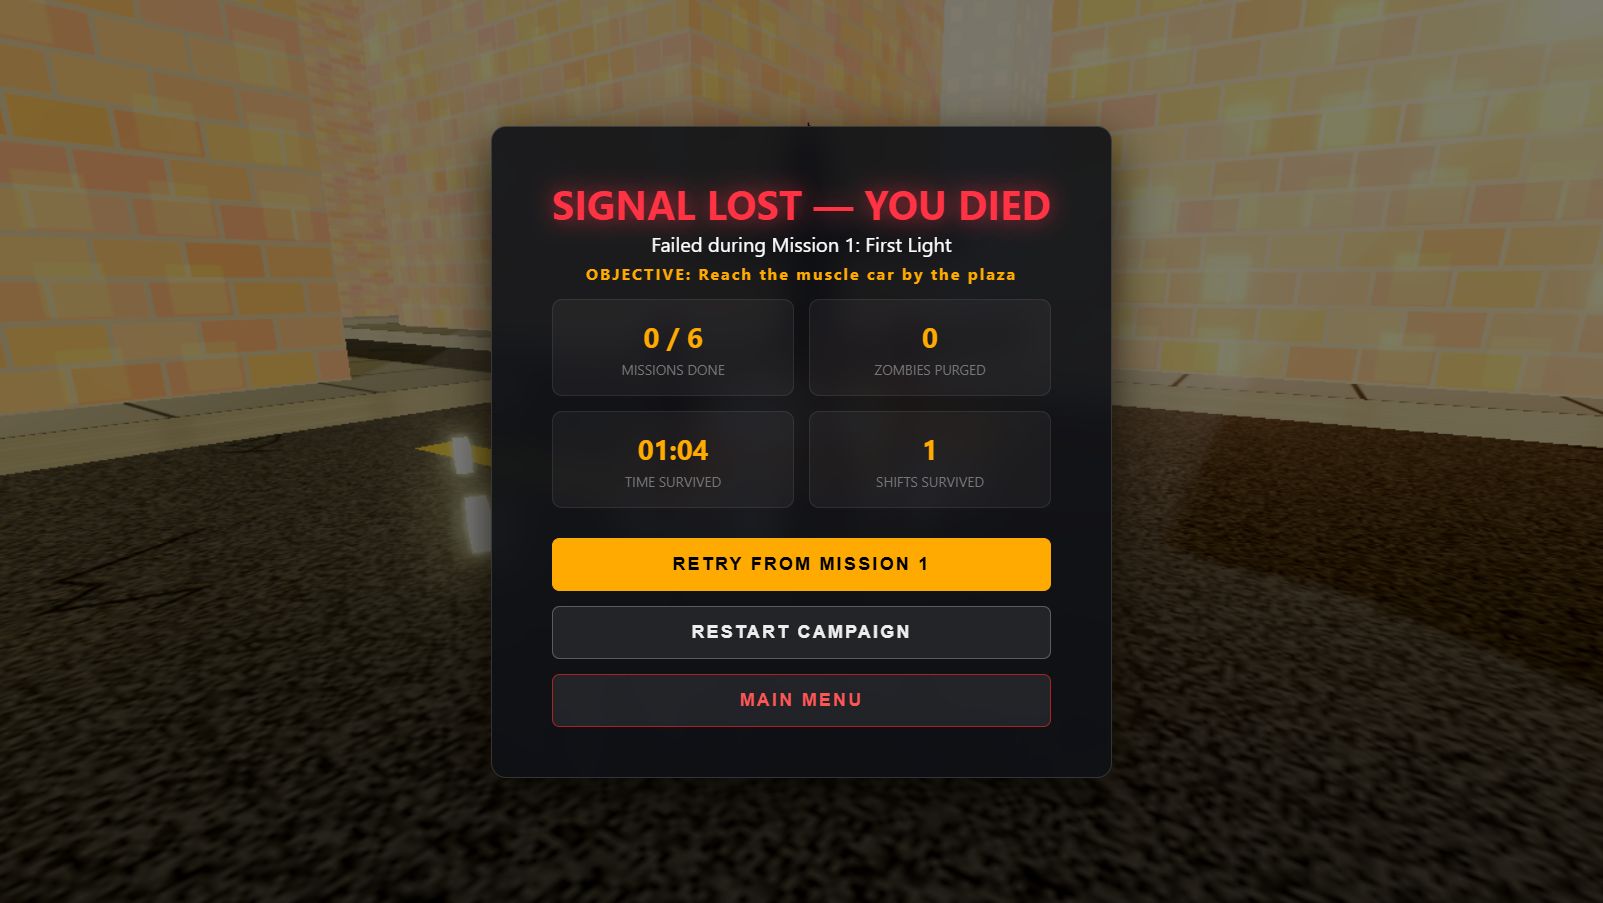 SIGNAL LOST — YOU DIED
Failed during Mission 1: First Light
OBJECTIVE: Reach the muscle car by the plaza
0 / 6
MISSIONS DONE
0
ZOMBIES PURGED
01:04
TIME SURVIVED
1
SHIFTS SURVIVED
RETRY FROM MISSION 1
RESTART CAMPAIGN
MAIN MENU